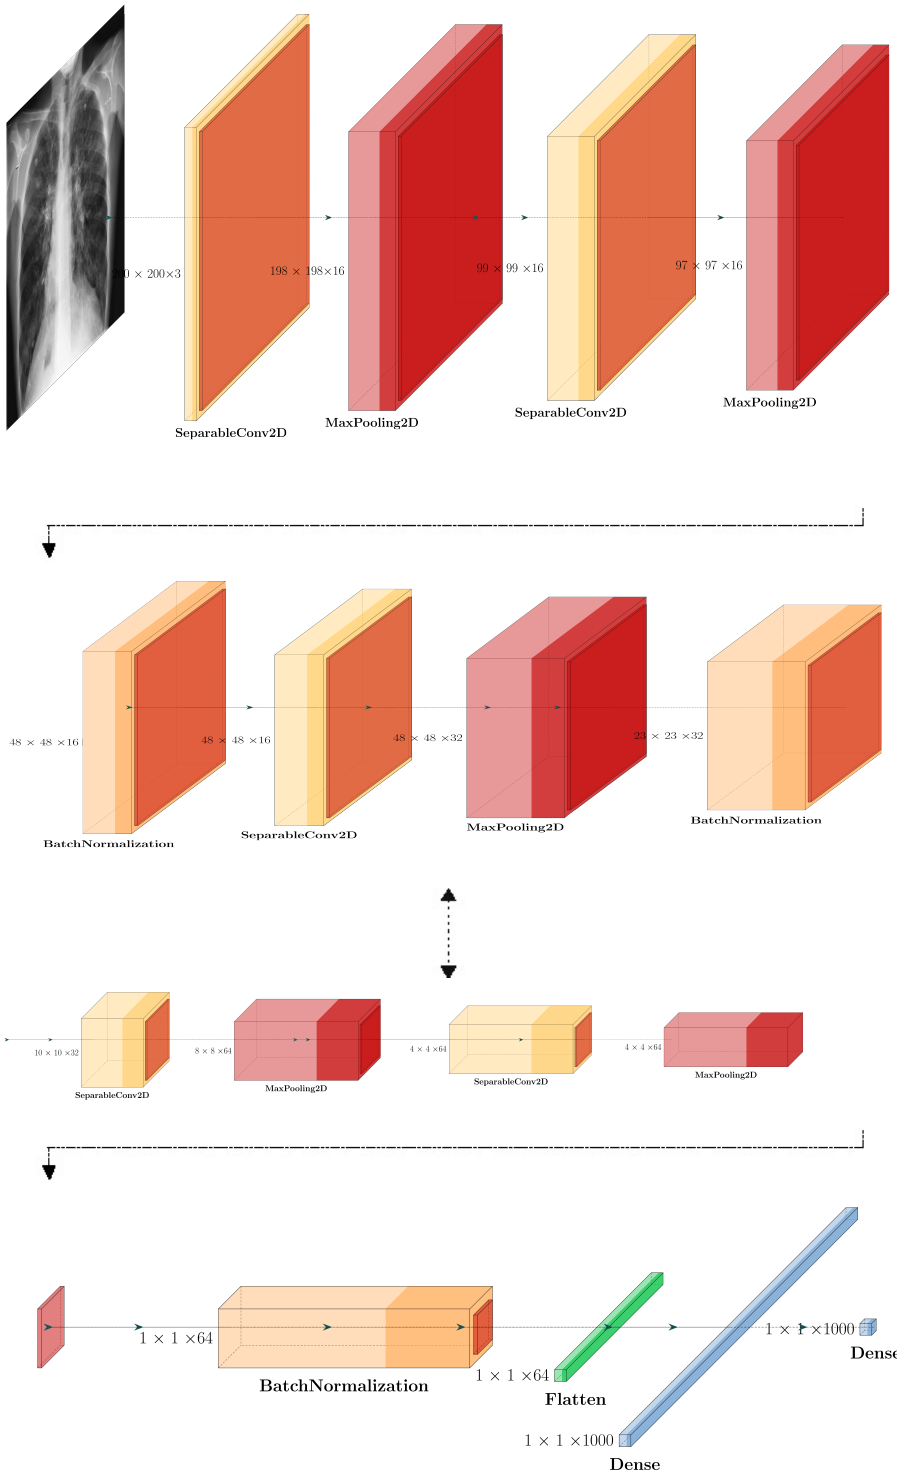 200 × 200×3
198 × 198×16
99 × 99 ×16
97 × 97 ×16
SeparableConv2D
MaxPooling2D
SeparableConv2D
MaxPooling2D
48 × 48 ×16
48 × 48 ×16
48 × 48 ×32
23 × 23 ×32
BatchNormalization
SeparableConv2D
MaxPooling2D
BatchNormalization
10 × 10 ×32
8 × 8 ×64
4 × 4 ×64
4 × 4 ×64
SeparableConv2D
MaxPooling2D
SeparableConv2D
MaxPooling2D
1 × 1 ×64
BatchNormalization
1 × 1 ×64
Flatten
1 × 1 ×1000
Dense
1 × 1 ×1000
Dense